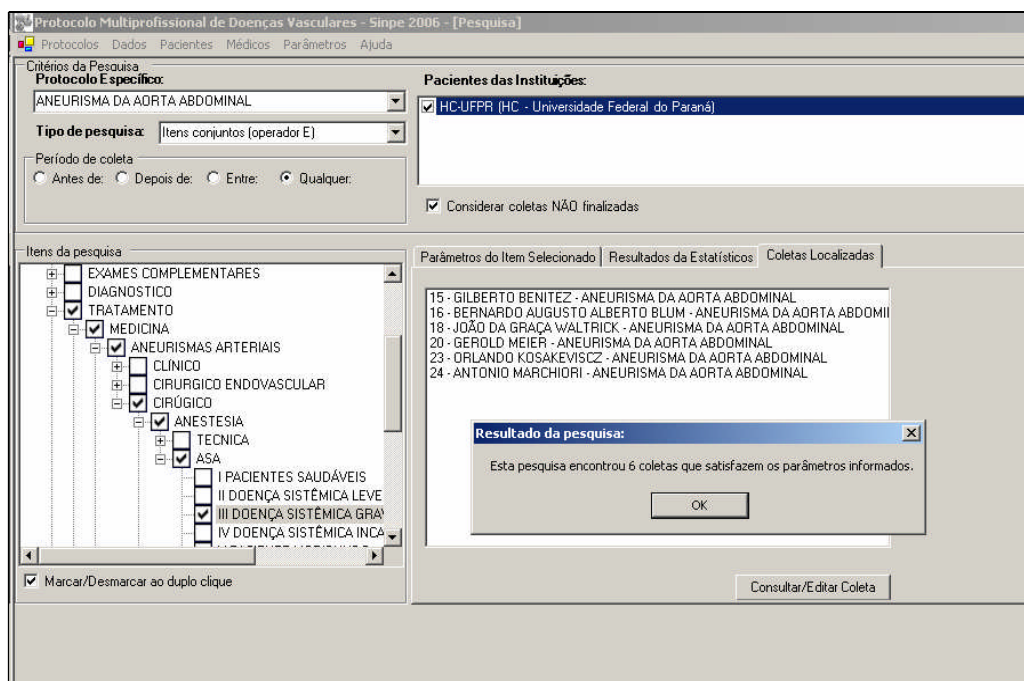 Protocolo Multiprofissional de Doenças Vasculares - Sinpe 2006 - [Pesquisa]
Protocolos Dados Pacientes Médicos Parâmetros Ajuda
Critérios da Pesquisa
Protocolo Específico:
ANEURISMA DA AORTA ABDOMINAL
Tipo de pesquisa: Itens conjuntos (operador E)
Período de coleta
Antes de: Depois de: Entre: Qualquer:
Pacientes das Instituições:
HC-UFPR (HC - Universidade Federal do Paraná)
Considerar coletas NÃO finalizadas
Itens da pesquisa
EXAMES COMPLEMENTARES
DIAGNOSTICO
TRATAMENTO
MEDICINA
ANEURISMAS ARTERIAIS
CLÍNICO
CIRURGICO ENDOVASCULAR
CIRÚGICO
ANESTESIA
TECNICA
ASA
I PACIENTES SAUDÁVEIS
II DOENÇA SISTÊMICA LEVE
III DOENÇA SISTÊMICA GRAV
IV DOENÇA SISTÊMICA INCA
Marcar/Desmarcar ao duplo clique
Parâmetros do Item Selecionado Resultados da Estatísticos Coletas Localizadas
15 - GILBERTO BENITEZ - ANEURISMA DA AORTA ABDOMINAL
16 - BERNARDO AUGUSTO ALBERTO BLUM - ANEURISMA DA AORTA ABDOMII
18 - JOÃO DA GRAÇA WALTRICK - ANEURISMA DA AORTA ABDOMINAL
20 - GEROLD MEIER - ANEURISMA DA AORTA ABDOMINAL
23 - ORLANDO KOSAKEVISCZ - ANEURISMA DA AORTA ABDOMINAL
24 - ANTONIO MARCHIORI - ANEURISMA DA AORTA ABDOMINAL
Resultado da pesquisa:
Esta pesquisa encontrou 6 coletas que satisfazem os parâmetros informados.
OK
Consultar/Editar Coleta